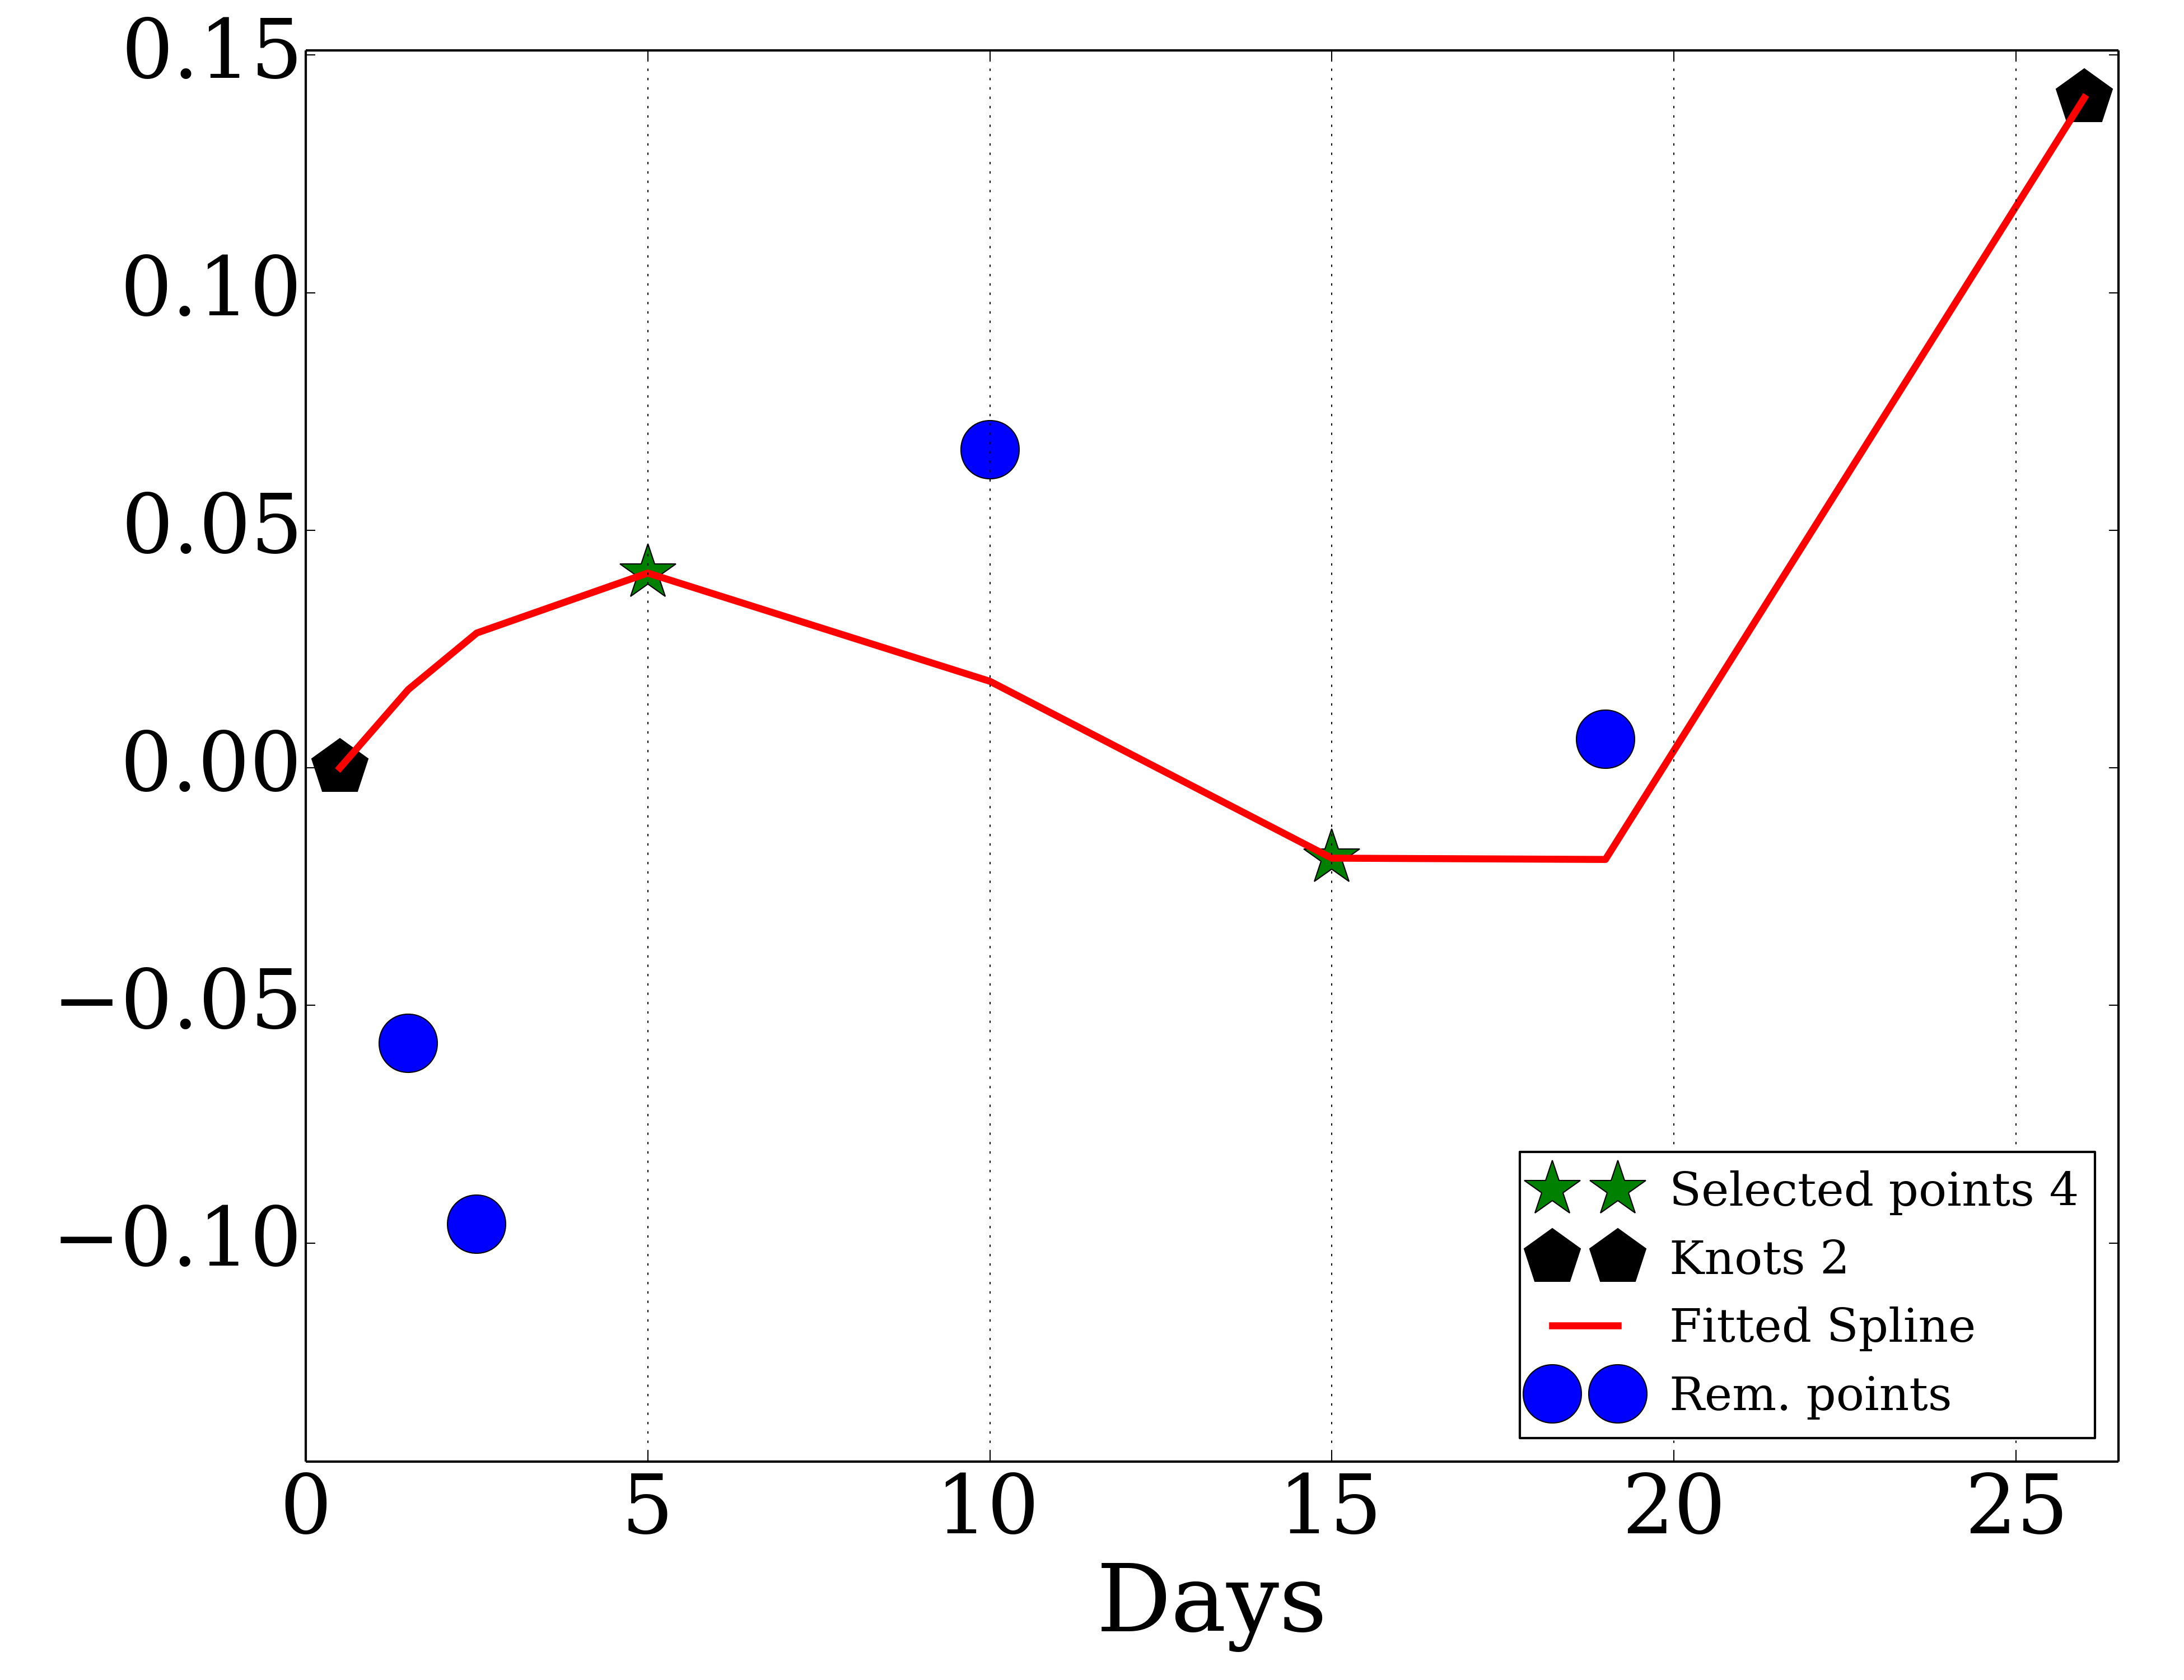 0.15
0.10
0.05
0.00
−0.05
−0.10
Selected points 4
Knots 2
Fitted Spline
Rem. points
0 5 10 15 20 25
Days